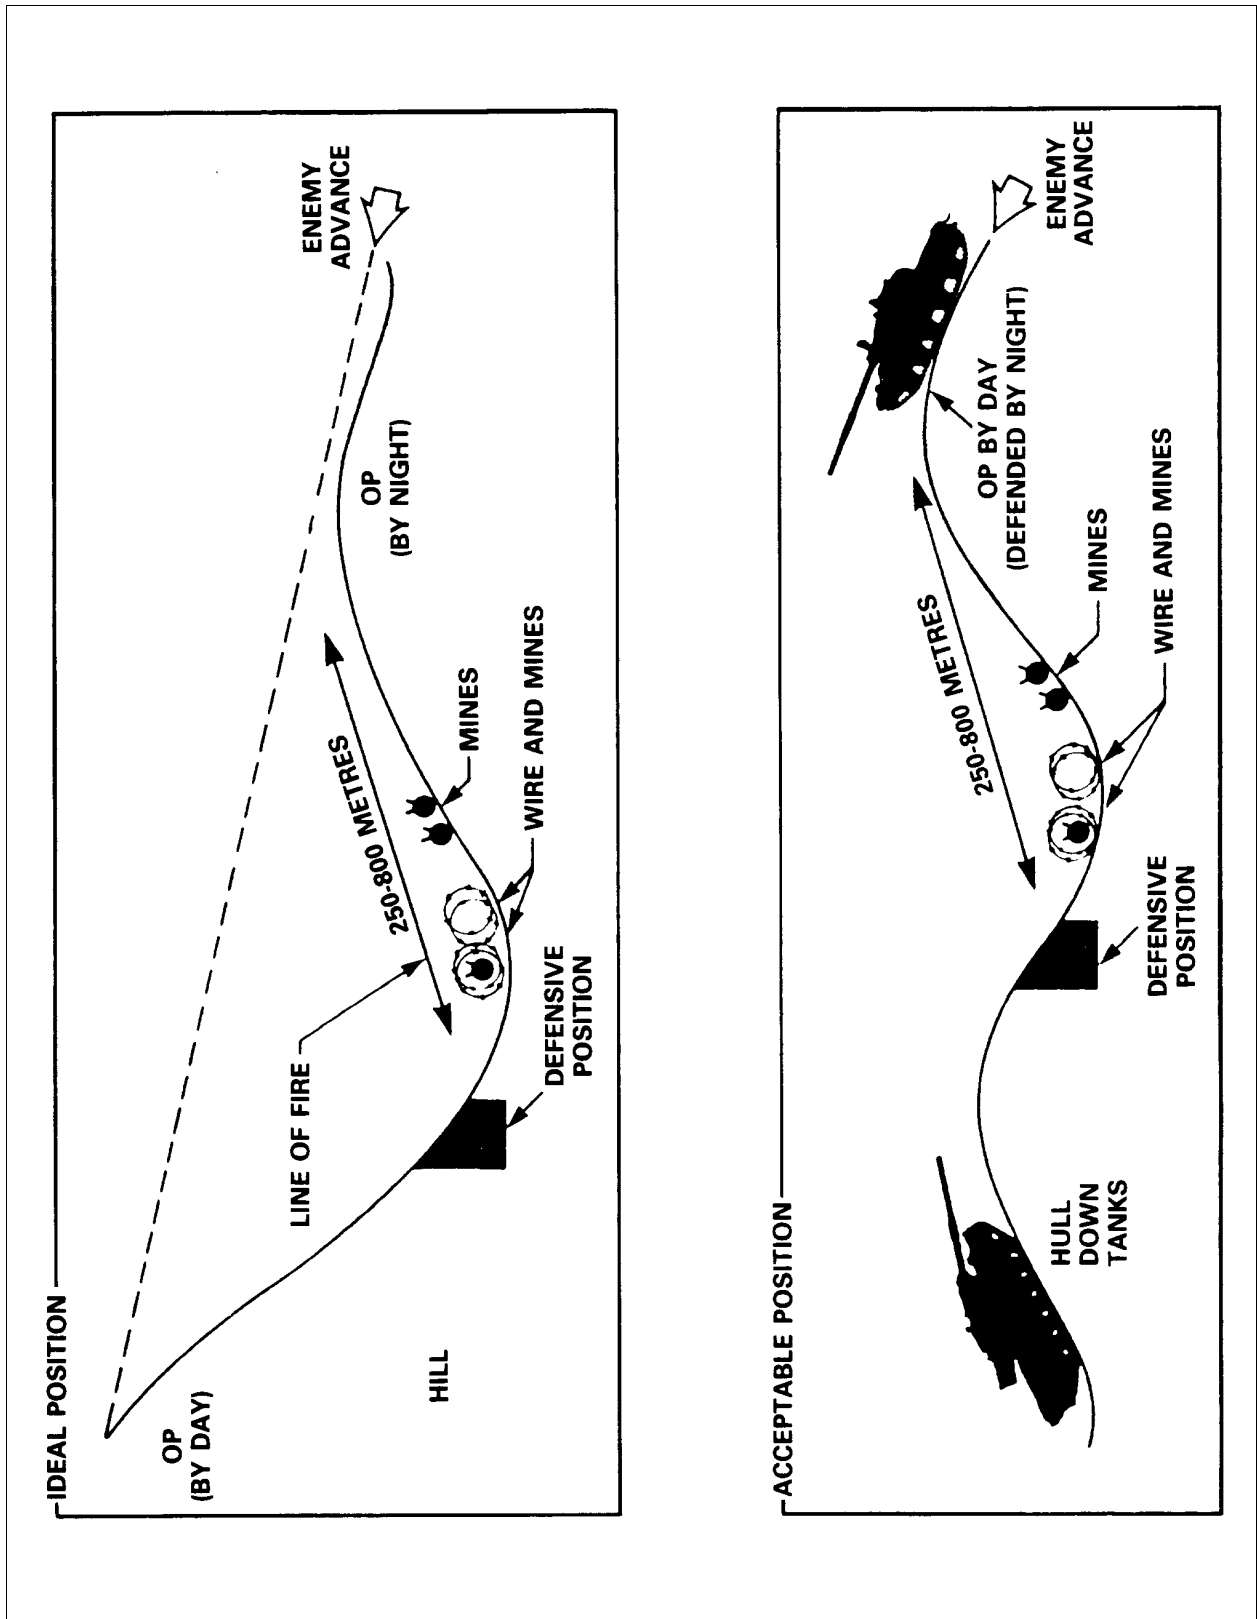 IDEAL POSITION
OP
(BY DAY)
HILL
LINE OF FIRE
250-800 METRES
DEFENSIVE
POSITION
WIRE AND MINES
MINES
OP
(BY NIGHT)
ENEMY
ADVANCE
ACCEPTABLE POSITION
HULL
DOWN
TANKS
250-800 METRES
DEFENSIVE
POSITION
WIRE AND MINES
MINES
OP BY DAY
(DEFENDED BY NIGHT)
ENEMY
ADVANCE